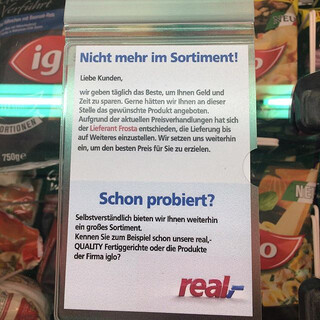 Verführt
iglo
NEU
Nicht mehr im Sortiment!
Liebe Kunden,
wir geben täglich das Beste, um Ihnen Geld und
Zeit zu sparen. Gerne hätten wir Ihnen an dieser
Stelle das gewünschte Produkt angeboten.
Aufgrund der aktuellen Preisverhandlungen hat sich
der Lieferant Frosta entschieden, die Lieferung bis
auf Weiteres einzustellen. Wir setzen uns weiterhin
ein, um den besten Preis für Sie zu erzielen.
750g
Schon probiert?
Selbstverständlich bieten wir Ihnen weiterhin
ein großes Sortiment.
Kennen Sie zum Beispiel schon unsere real,-
QUALITY Fertiggerichte oder die Produkte
der Firma iglo?
real,-